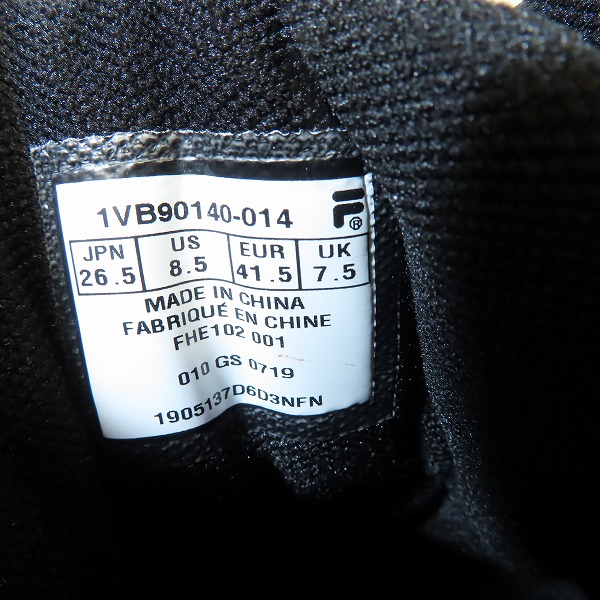 1VB90140-014 F®
JPN US EUR UK
26.5 8.5 41.5 7.5
MADE IN CHINA
FABRIQUÉ EN CHINE
FHE102 001
010 GS 0719
1905137D6D3NFN